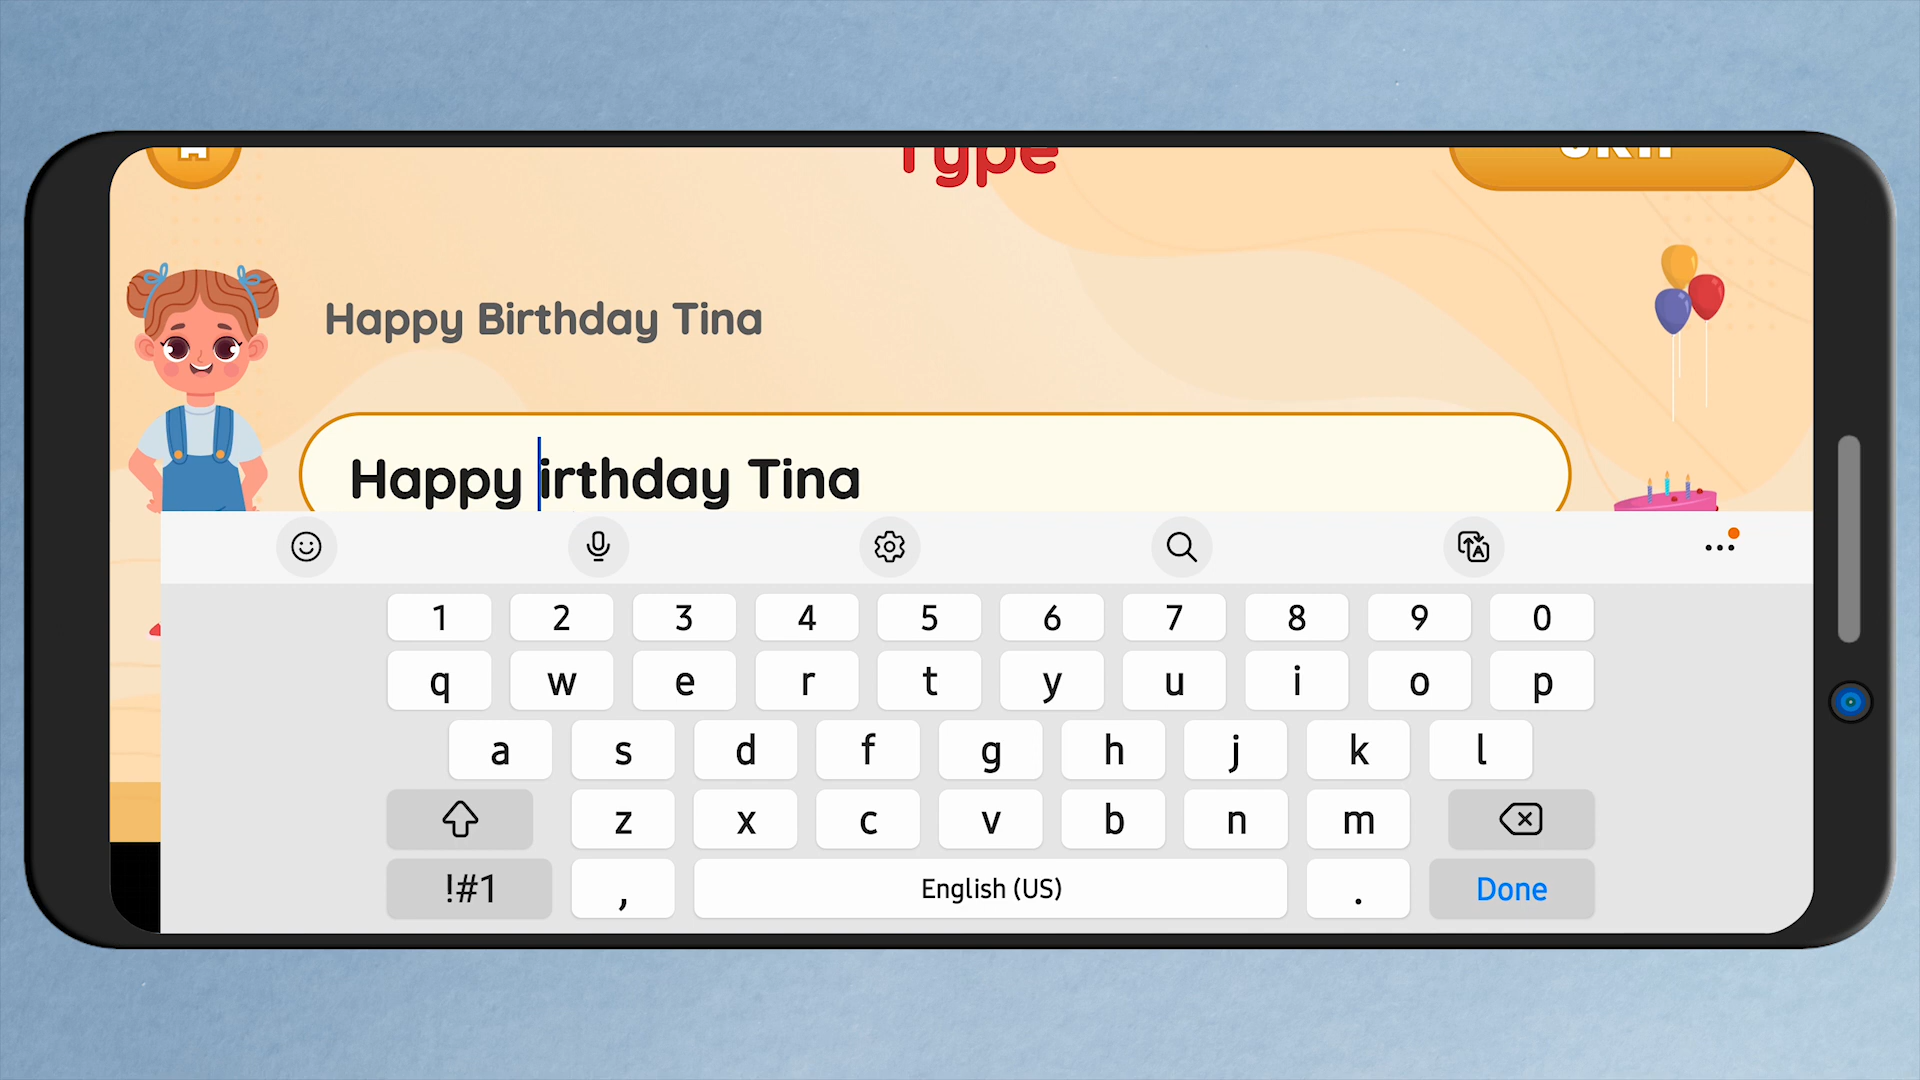 Type
Happy Birthday Tina
Happy irthday Tina
1 2 3 4 5 6 7 8 9 0
q w e r t y u i o p
a s d f g h j k l
z x c v b n m
!#1 , English (US) . Done